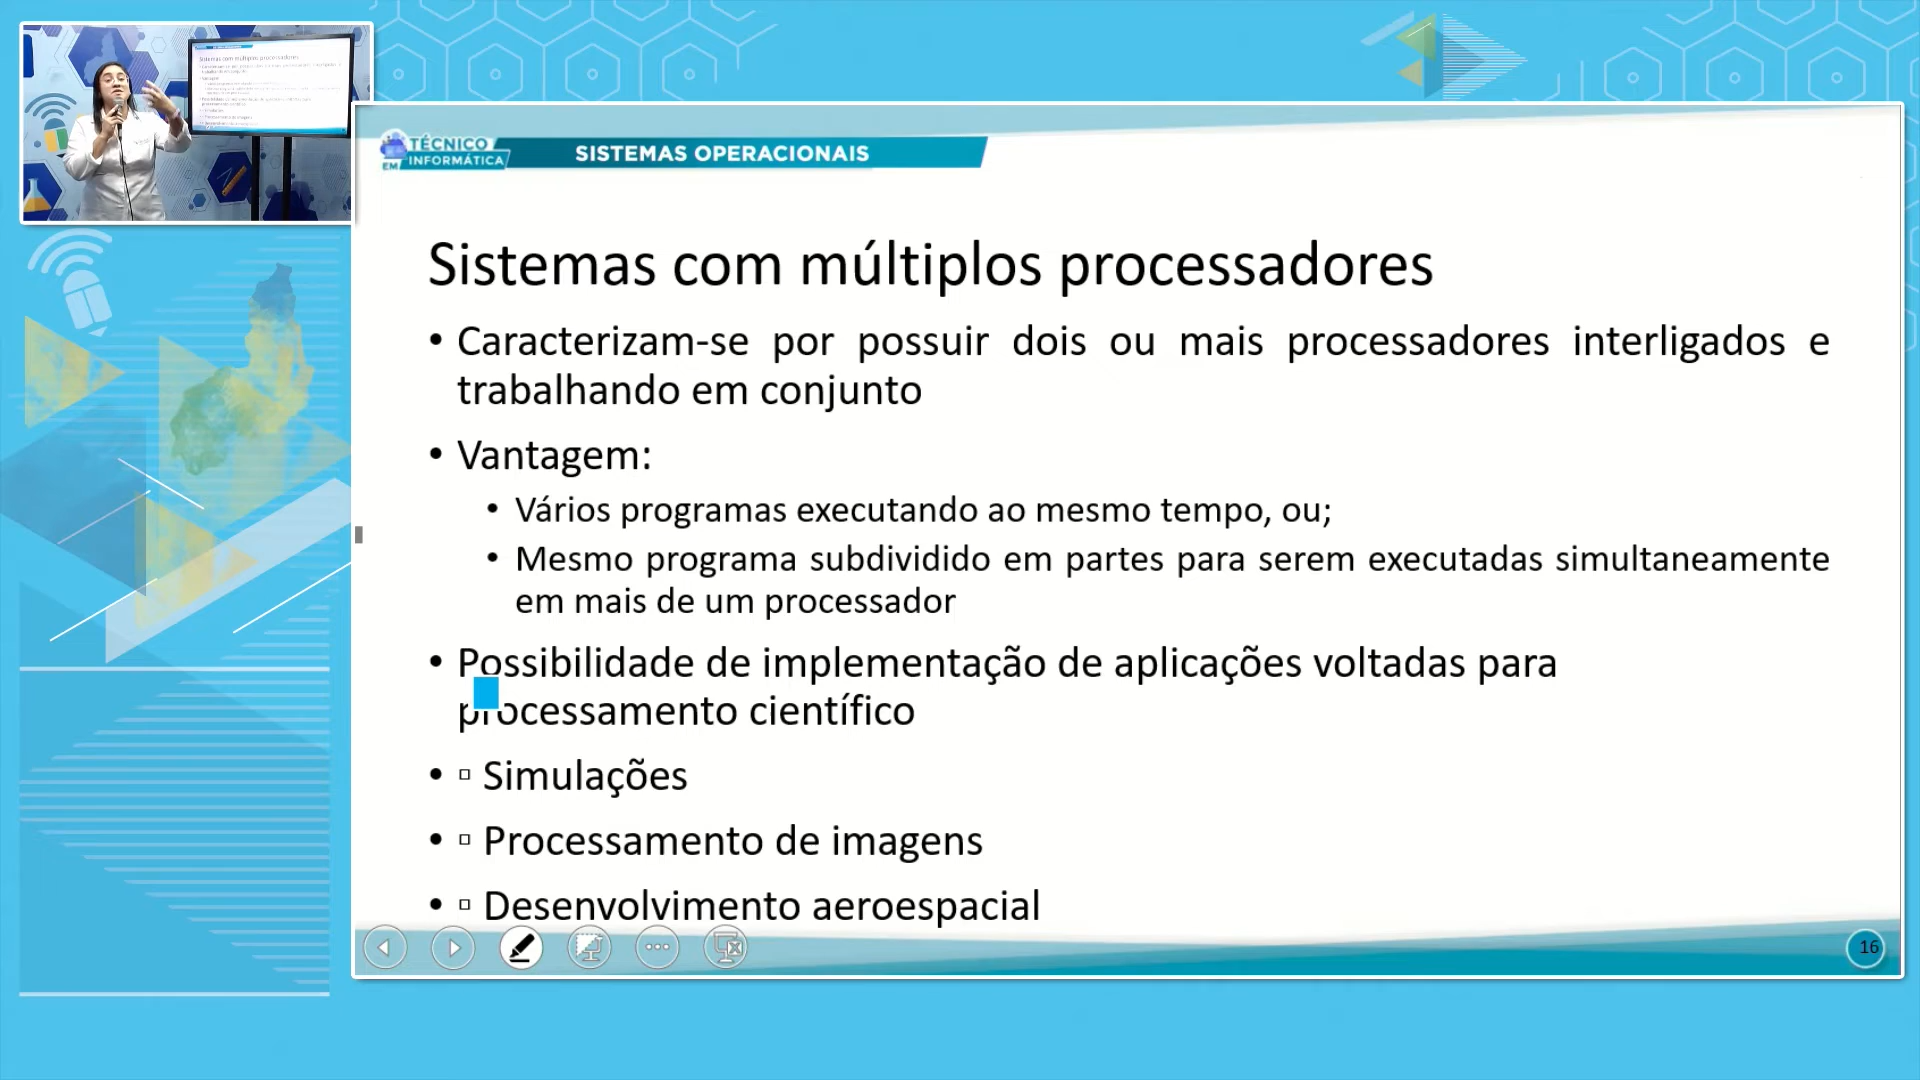 TÉCNICO
EM INFORMÁTICA
SISTEMAS OPERACIONAIS
Sistemas com múltiplos processadores
• Caracterizam-se por possuir dois ou mais processadores interligados e
trabalhando em conjunto
• Vantagem:
• Vários programas executando ao mesmo tempo, ou;
• Mesmo programa subdividido em partes para serem executadas simultaneamente
em mais de um processador
• Possibilidade de implementação de aplicações voltadas para
processamento científico
• ▫ Simulações
• ▫ Processamento de imagens
• ▫ Desenvolvimento aeroespacial
16